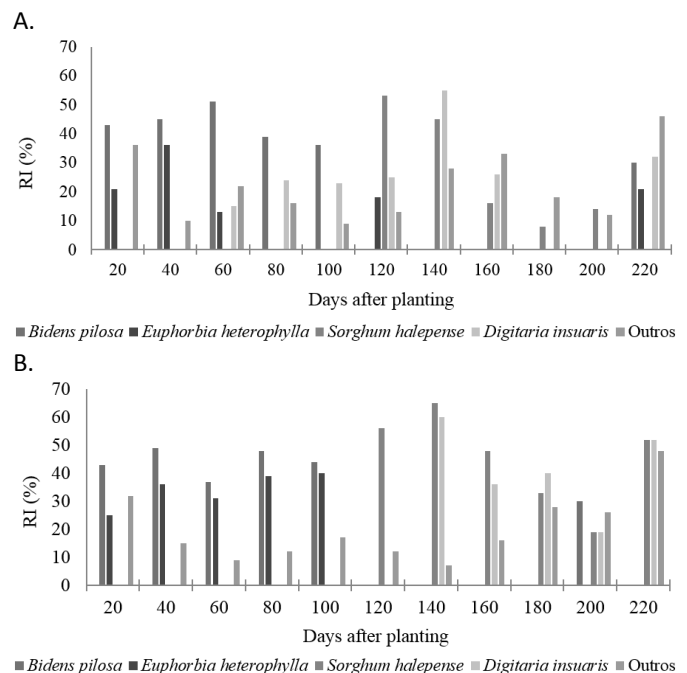 A.
70
60
50
40
30
20
10
0
RI (%)
20 40 60 80 100 120 140 160 180 200 220
Days after planting
Bidens pilosa Euphorbia heterophylla Sorghum halepense Digitaria insuaris Outros
B.
70
60
50
40
30
20
10
0
RI (%)
20 40 60 80 100 120 140 160 180 200 220
Days after planting
Bidens pilosa Euphorbia heterophylla Sorghum halepense Digitaria insuaris Outros